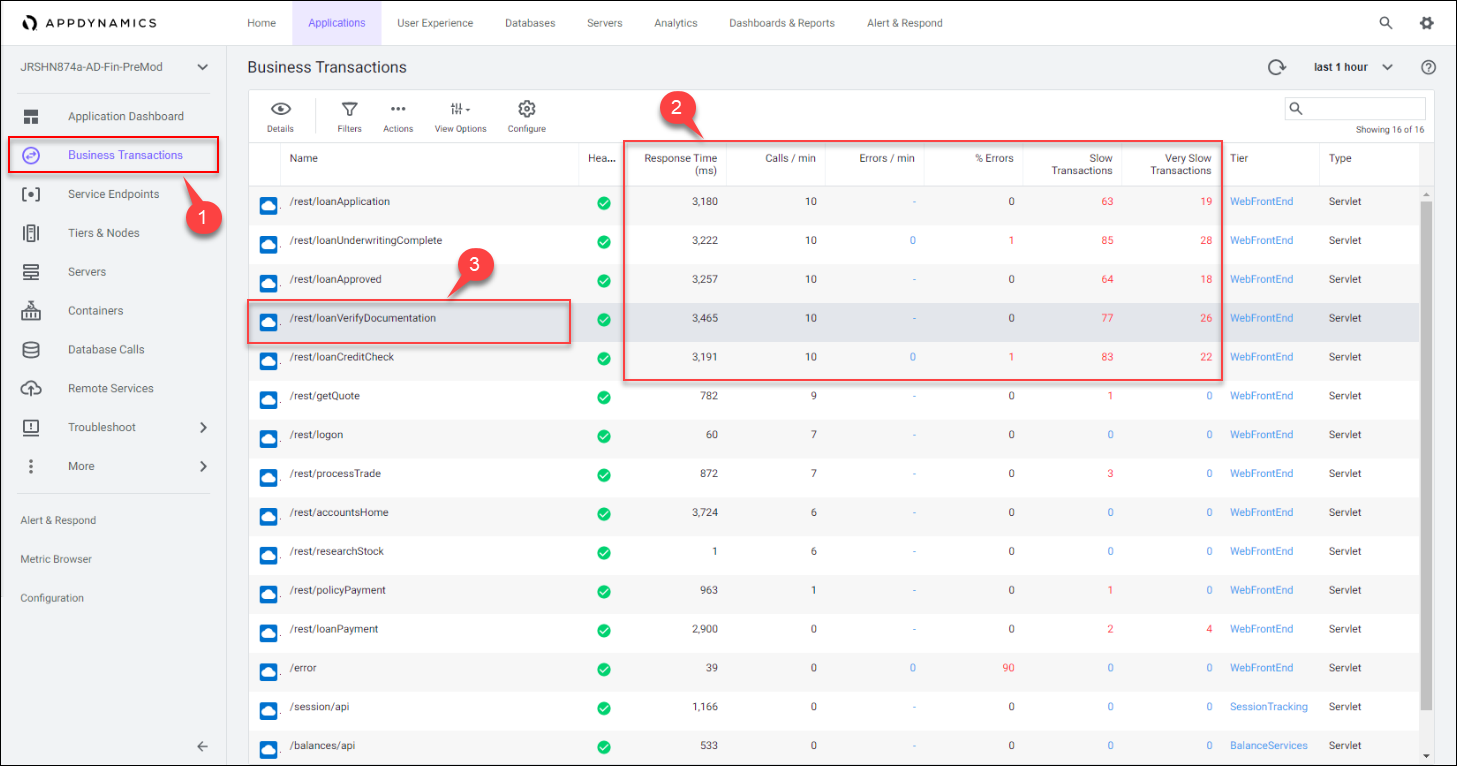 APPDYNAMICS
Home
Applications
User Experience
Databases
Servers
Analytics
Dashboards & Reports
Alert & Respond
JRSHN874a-AD-Fin-PreMod
Application Dashboard
Business Transactions
1
Service Endpoints
Tiers & Nodes
Servers
Containers
Database Calls
Remote Services
Troubleshoot
More
Alert & Respond
Metric Browser
Configuration
Business Transactions
last 1 hour
Details
Filters
Actions
View Options
Configure
2
Showing 16 of 16
Name Hea... Response Time (ms) Calls / min Errors / min % Errors Slow Transactions Very Slow Transactions Tier Type
/rest/loanApplication 3,180 10 - 0 63 19 WebFrontEnd Servlet
/rest/loanUnderwritingComplete 3,222 10 0 1 85 28 WebFrontEnd Servlet
3
/rest/loanApproved 3,257 10 - 0 64 18 WebFrontEnd Servlet
/rest/loanVerifyDocumentation 3,465 10 - 0 77 26 WebFrontEnd Servlet
/rest/loanCreditCheck 3,191 10 0 1 83 22 WebFrontEnd Servlet
/rest/getQuote 782 9 - 0 1 0 WebFrontEnd Servlet
/rest/logon 60 7 - 0 0 0 WebFrontEnd Servlet
/rest/processTrade 872 7 - 0 3 0 WebFrontEnd Servlet
/rest/accountsHome 3,724 6 - 0 0 0 WebFrontEnd Servlet
/rest/researchStock 1 6 - 0 0 0 WebFrontEnd Servlet
/rest/policyPayment 963 1 - 0 1 0 WebFrontEnd Servlet
/rest/loanPayment 2,900 0 - 0 2 4 WebFrontEnd Servlet
/error 39 0 0 90 0 0 WebFrontEnd Servlet
/session/api 1,166 0 - 0 0 0 SessionTracking Servlet
/balances/api 533 0 - 0 0 0 BalanceServices Servlet